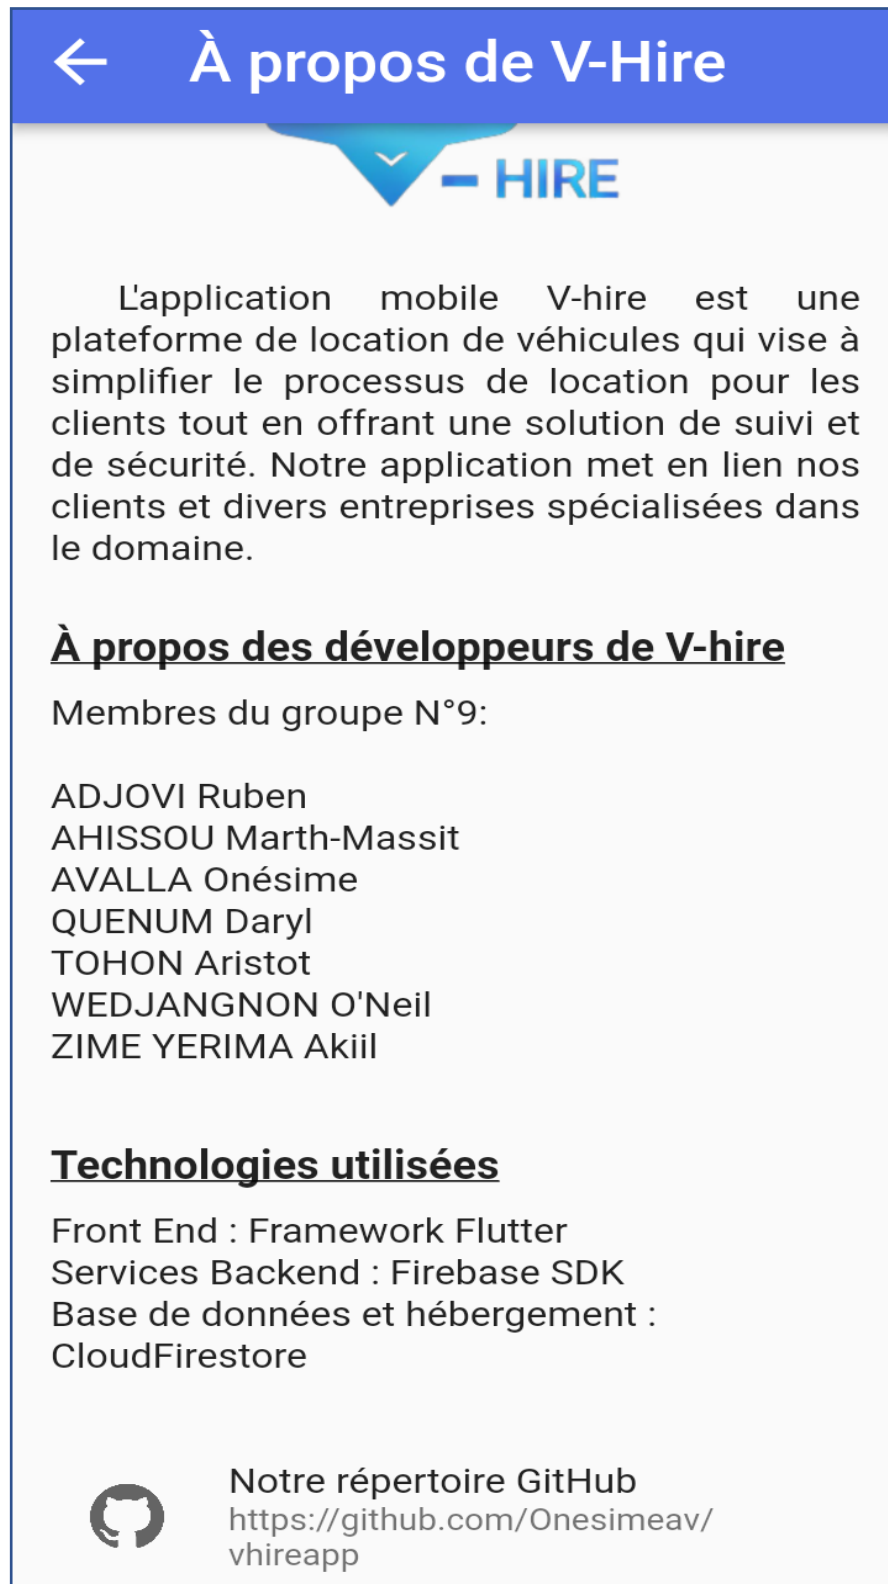 À propos de V-Hire
- HIRE
L'application mobile V-hire est une
plateforme de location de véhicules qui vise à
simplifier le processus de location pour les
clients tout en offrant une solution de suivi et
de sécurité. Notre application met en lien nos
clients et divers entreprises spécialisées dans
le domaine.
À propos des développeurs de V-hire
Membres du groupe N°9:
ADJOVI Ruben
AHISSOU Marth-Massit
AVALLA Onésime
QUENUM Daryl
TOHON Aristot
WEDJANGNON O'Neil
ZIME YERIMA Akiil
Technologies utilisées
Front End : Framework Flutter
Services Backend : Firebase SDK
Base de données et hébergement :
CloudFirestore
Notre répertoire GitHub
https://github.com/Onesimeav/
vhireapp